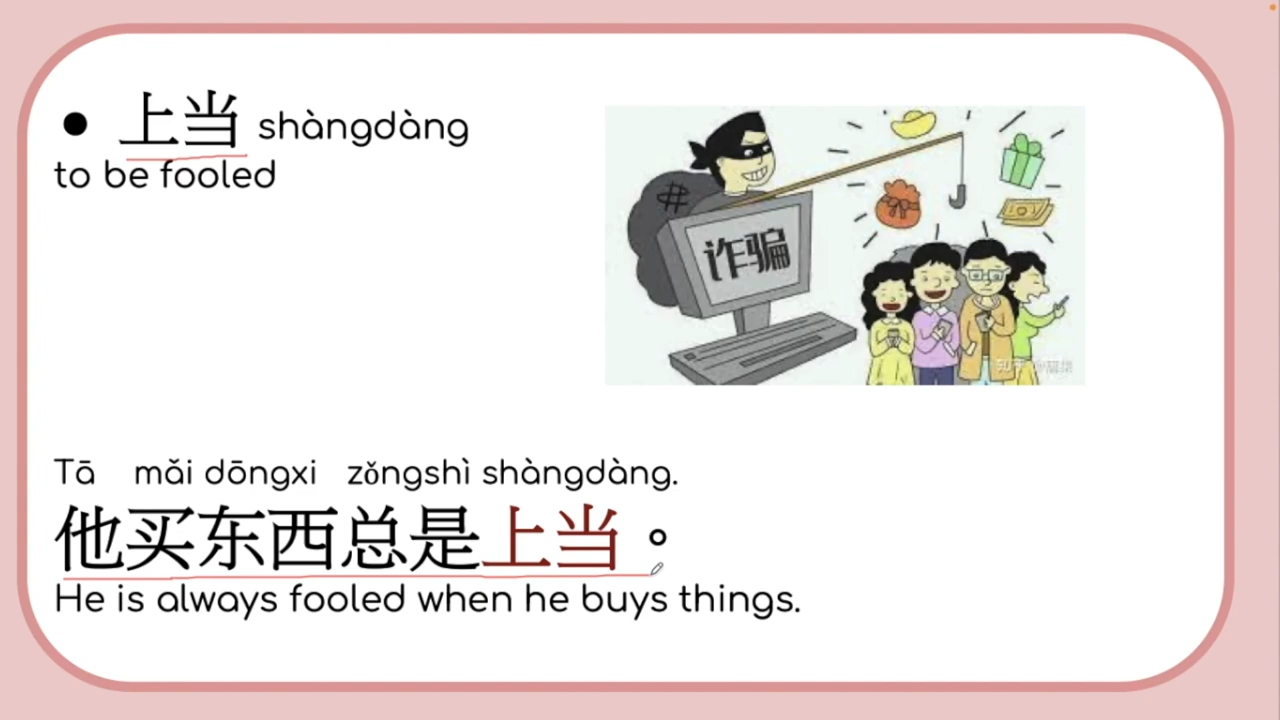 ● 上当 shàngdàng
to be fooled
诈骗
Tā mǎi dōngxi zǒngshì shàngdàng.
他买东西总是上当。
He is always fooled when he buys things.